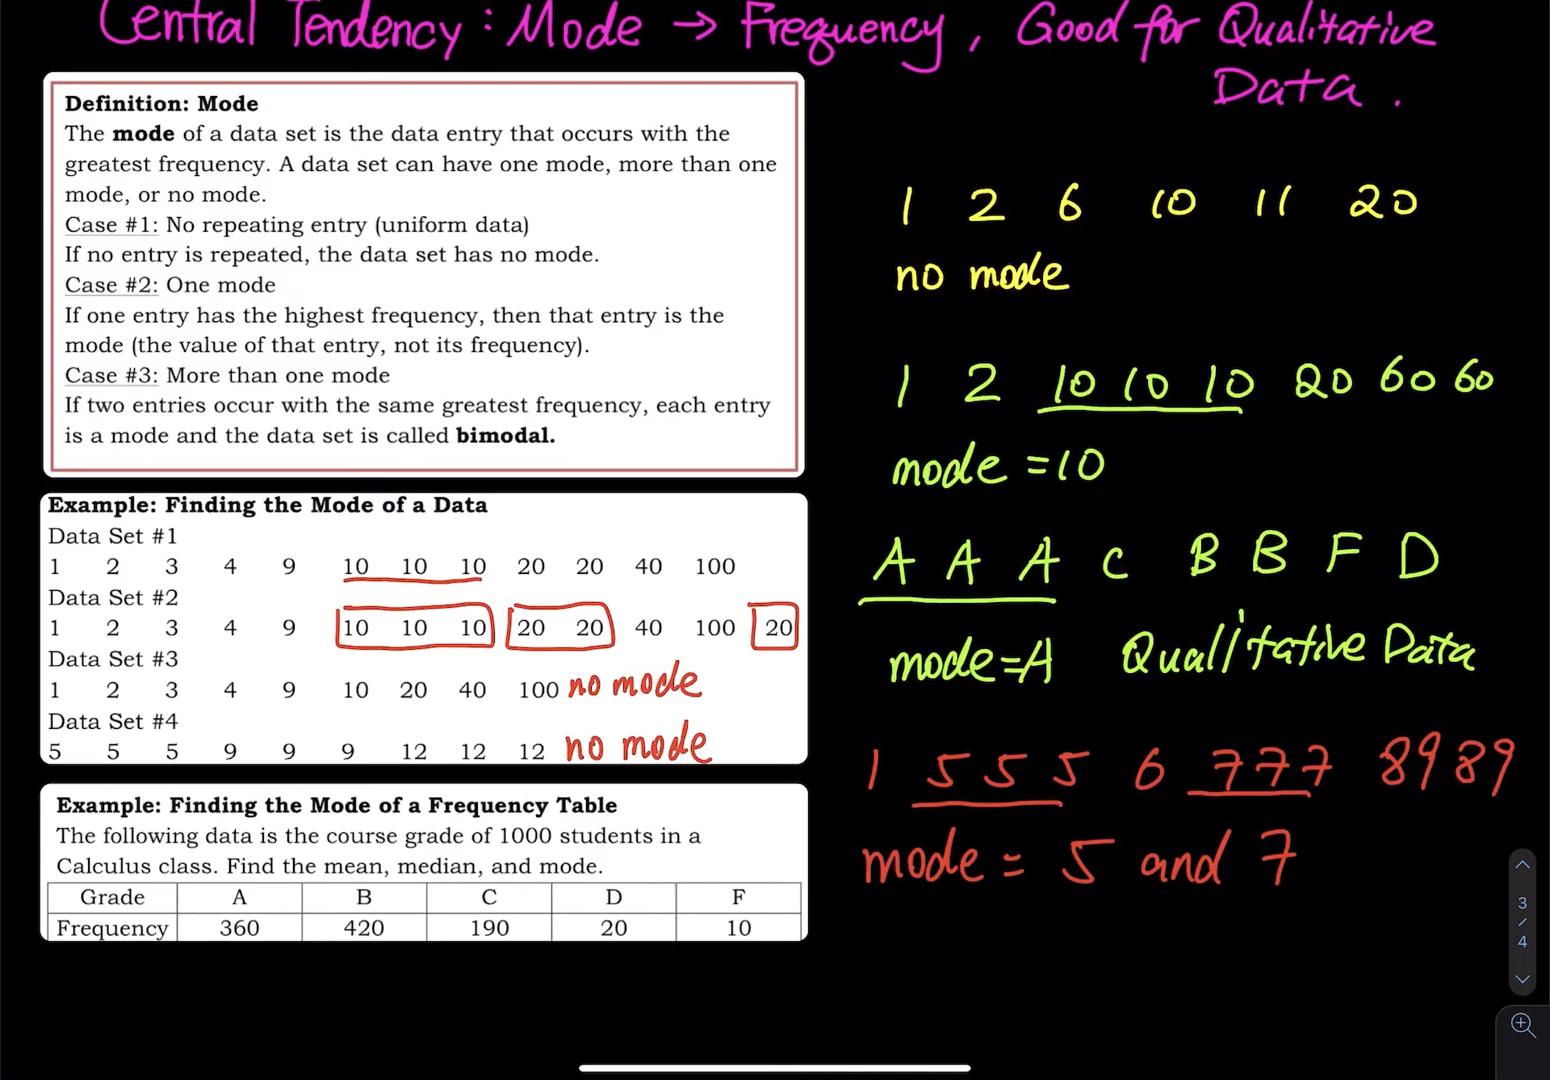 Central Tendency : Mode → Frequency , Good for Qualitative
Data .
Definition: Mode
The mode of a data set is the data entry that occurs with the
greatest frequency. A data set can have one mode, more than one
mode, or no mode.
Case #1: No repeating entry (uniform data)
If no entry is repeated, the data set has no mode.
Case #2: One mode
If one entry has the highest frequency, then that entry is the
mode (the value of that entry, not its frequency).
Case #3: More than one mode
If two entries occur with the same greatest frequency, each entry
is a mode and the data set is called bimodal.
Example: Finding the Mode of a Data
Data Set #1
1 2 3 4 9 10 10 10 20 20 40 100
Data Set #2
1 2 3 4 9 10 10 10 20 20 40 100 20
Data Set #3
1 2 3 4 9 10 20 40 100 no mode
Data Set #4
5 5 5 9 9 9 12 12 12 no mode
Example: Finding the Mode of a Frequency Table
The following data is the course grade of 1000 students in a
Calculus class. Find the mean, median, and mode.
Grade A B C D F
Frequency 360 420 190 20 10
1 2 6 10 11 20
no mode
1 2 10 10 10 20 60 60
mode = 10
A A A C B B F D
mode = A Qualitative Data
1 5 5 5 6 7 7 7 89 89
mode = 5 and 7
3
/
4